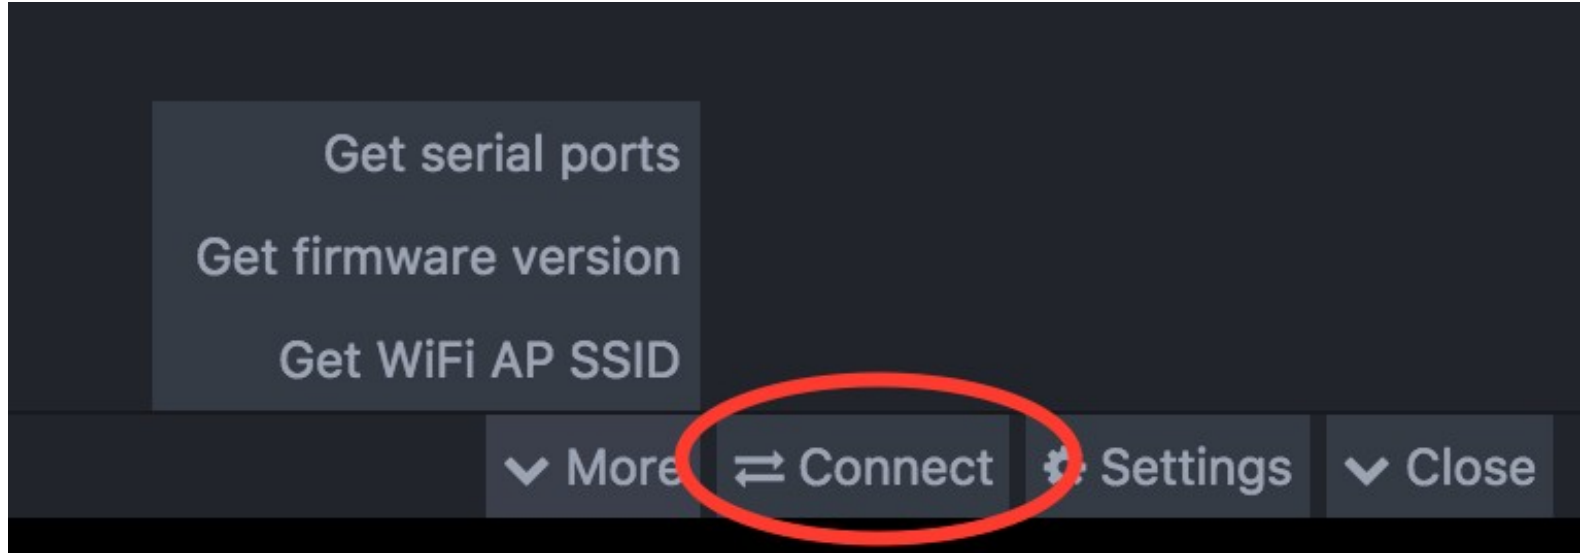 Get serial ports
Get firmware version
Get WiFi AP SSID
More Connect Settings Close